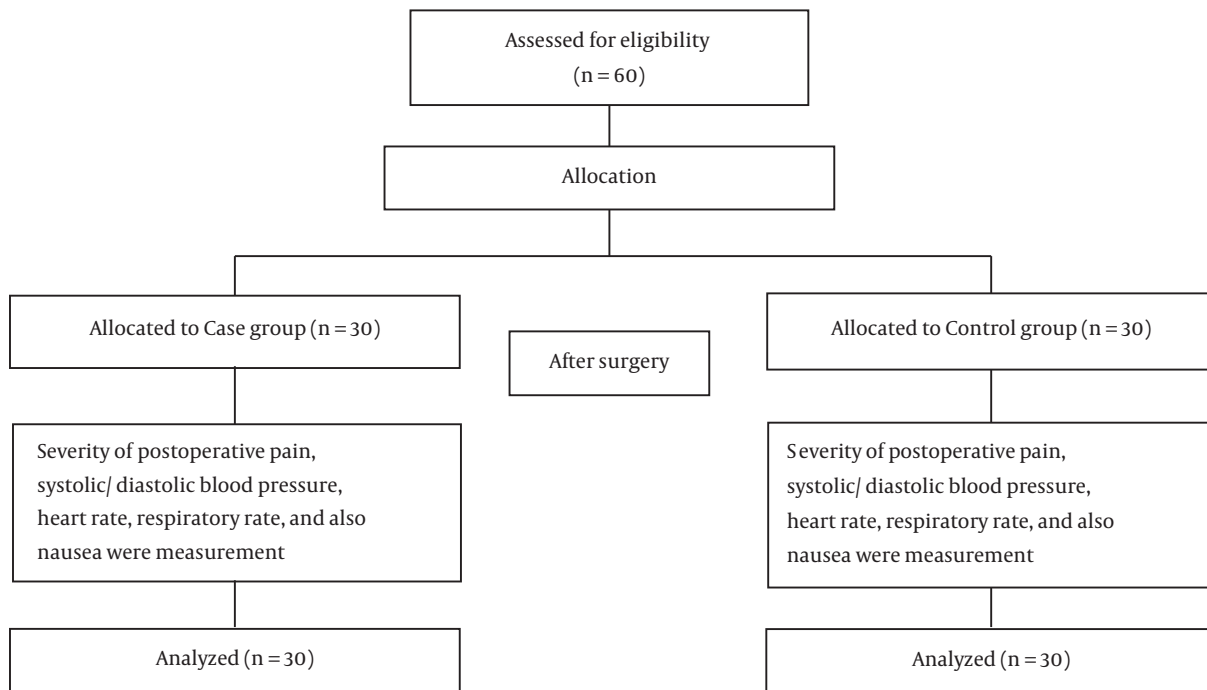 Assessed for eligibility
(n = 60)
Allocation
Allocated to Case group (n = 30)
Allocated to Control group (n = 30)
After surgery
Severity of postoperative pain,
systolic/ diastolic blood pressure,
heart rate, respiratory rate, and also
nausea were measurement
Severity of postoperative pain,
systolic/ diastolic blood pressure,
heart rate, respiratory rate, and also
nausea were measurement
Analyzed (n = 30)
Analyzed (n = 30)